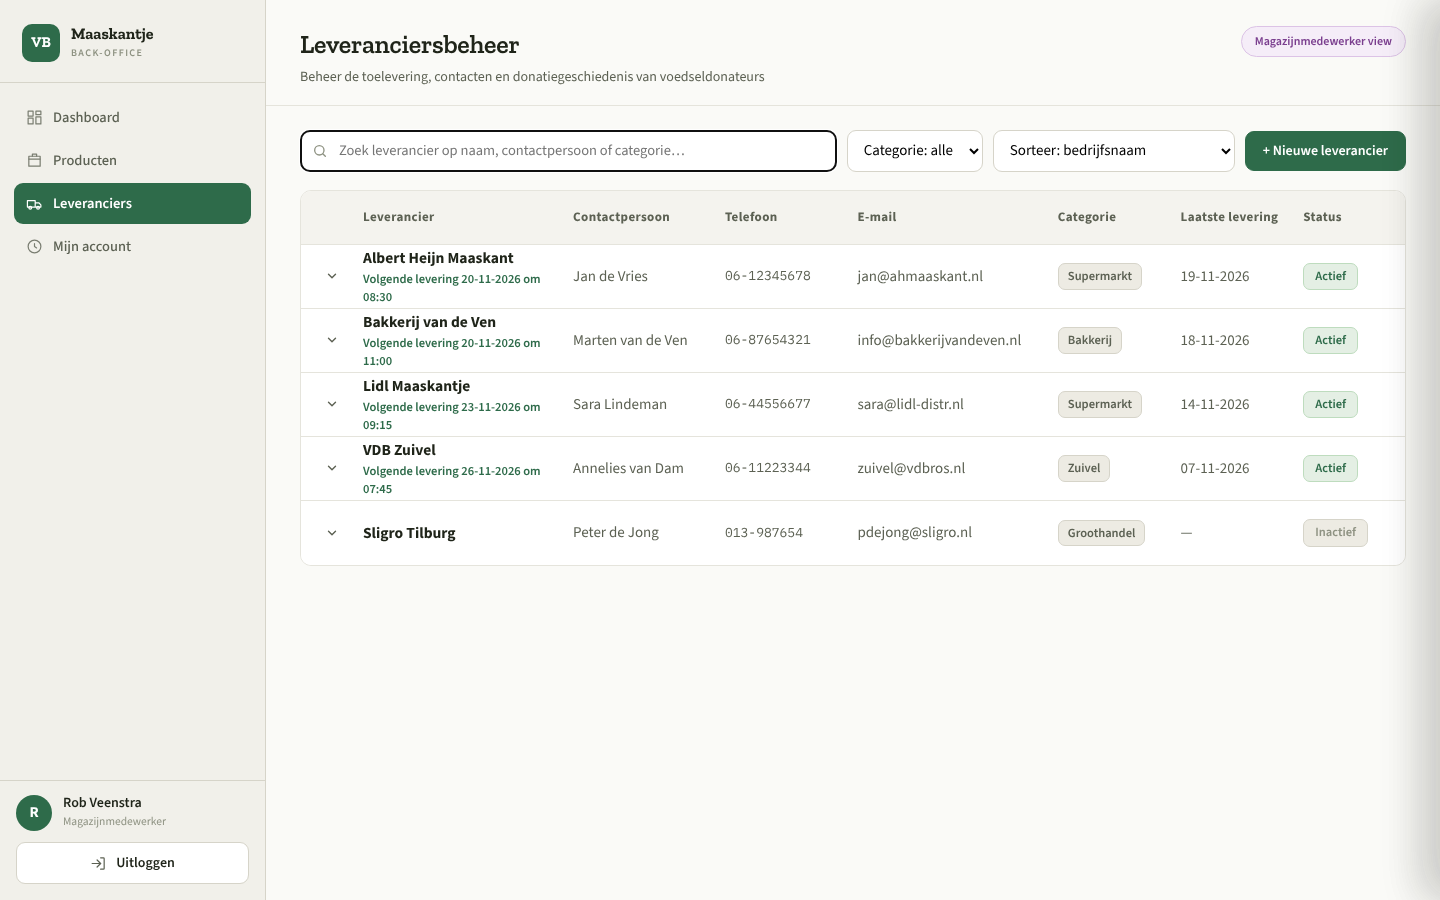 VB
Maaskantje
BACK-OFFICE
Dashboard
Producten
Leveranciers
Mijn account
Rob Veenstra
R
Magazijnmedewerker
Uitloggen
Leveranciersbeheer
Beheer de toelevering, contacten en donatiegeschiedenis van voedseldonateurs
Magazijnmedewerker view
Zoek leverancier op naam, contactpersoon of categorie…
Categorie: alle
Sorteer: bedrijfsnaam
+ Nieuwe leverancier
Leverancier Contactpersoon Telefoon E-mail Categorie Laatste levering Status
Albert Heijn Maaskant
Volgende levering 20-11-2026 om
08:30
Jan de Vries 06-12345678 jan@ahmaaskant.nl Supermarkt 19-11-2026 Actief
Bakkerij van de Ven
Volgende levering 20-11-2026 om
11:00
Marten van de Ven 06-87654321 info@bakkerijvandeven.nl Bakkerij 18-11-2026 Actief
Lidl Maaskantje
Volgende levering 23-11-2026 om
09:15
Sara Lindeman 06-44556677 sara@lidl-distr.nl Supermarkt 14-11-2026 Actief
VDB Zuivel
Volgende levering 26-11-2026 om
07:45
Annelies van Dam 06-11223344 zuivel@vdbros.nl Zuivel 07-11-2026 Actief
Sligro Tilburg Peter de Jong 013-987654 pdejong@sligro.nl Groothandel — Inactief